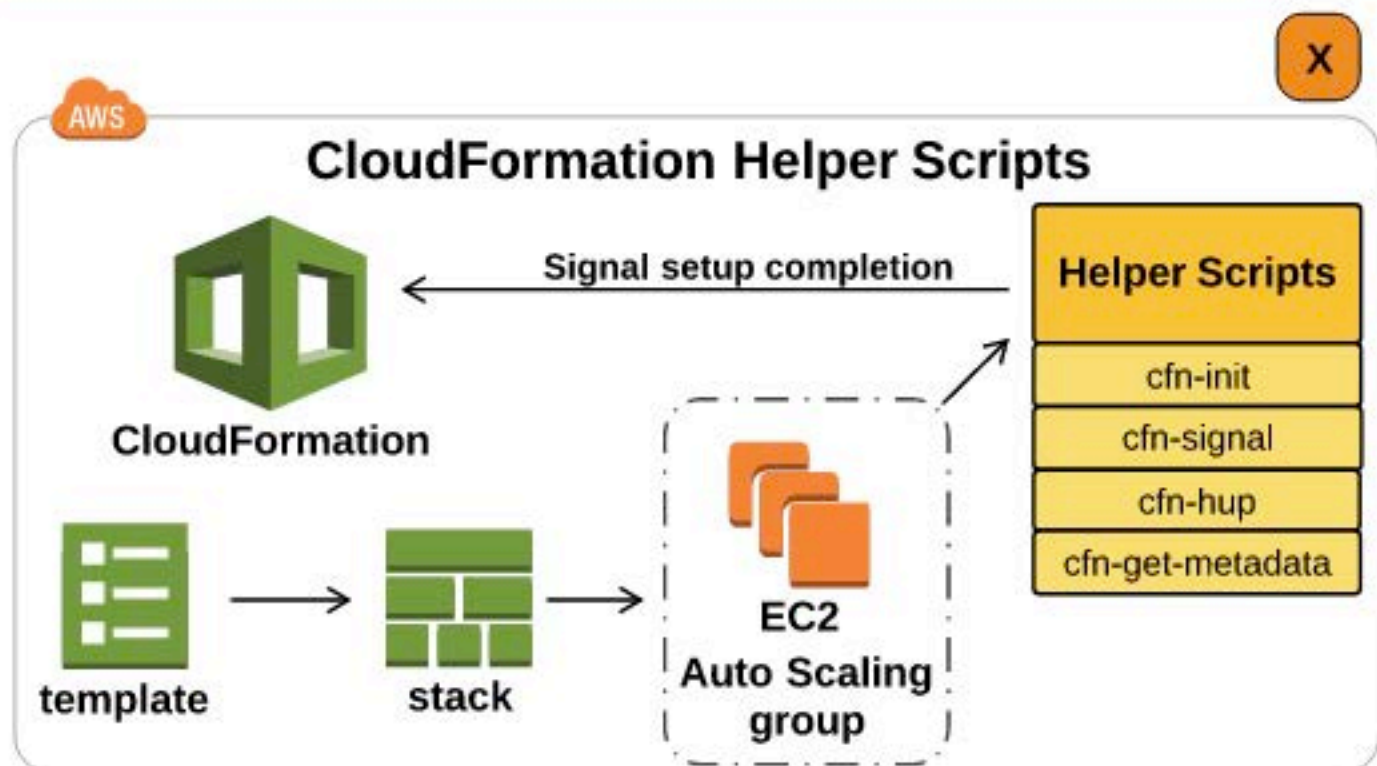 X
AWS
CloudFormation Helper Scripts
Signal setup completion
Helper Scripts
cfn-init
cfn-signal
cfn-hup
cfn-get-metadata
CloudFormation
template
stack
EC2
Auto Scaling
group